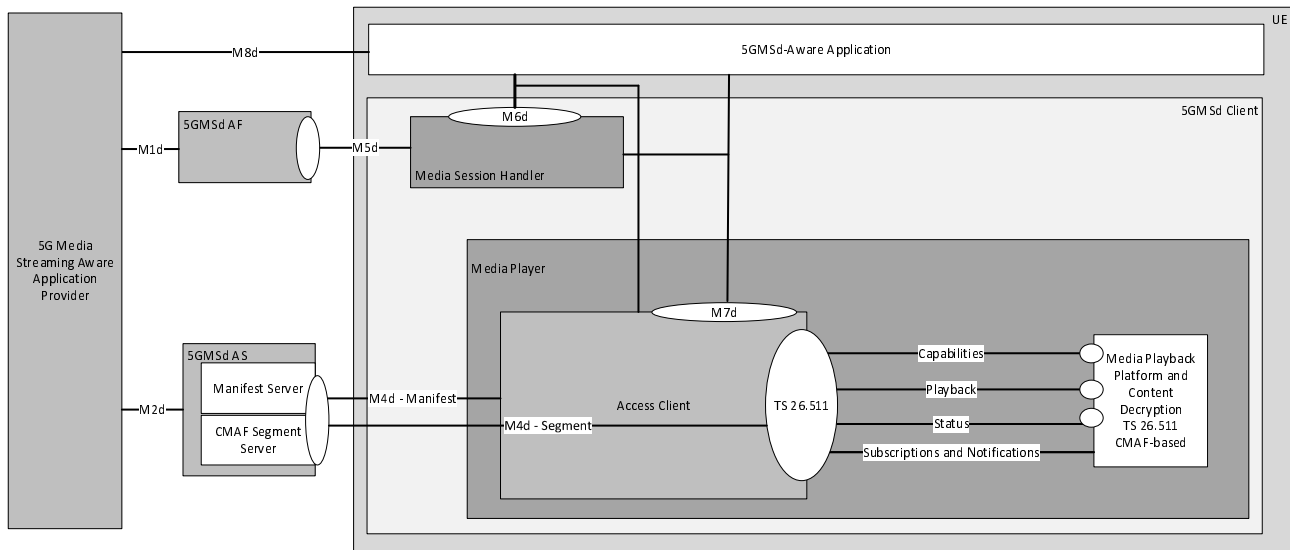 UE
M8d
5GMSd-Aware Application
5GMSd Client
5GMSd AF
M6d
M1d
M5d
Media Session Handler
5G Media
Streaming Aware
Application
Provider
Media Player
M7d
5GMSd AS
Manifest Server
CMAF Segment
Server
M2d
M4d - Manifest
M4d - Segment
Access Client
TS 26.511
Capabilities
Playback
Status
Subscriptions and Notifications
Media Playback
Platform and
Content
Decryption
TS 26.511
CMAF-based